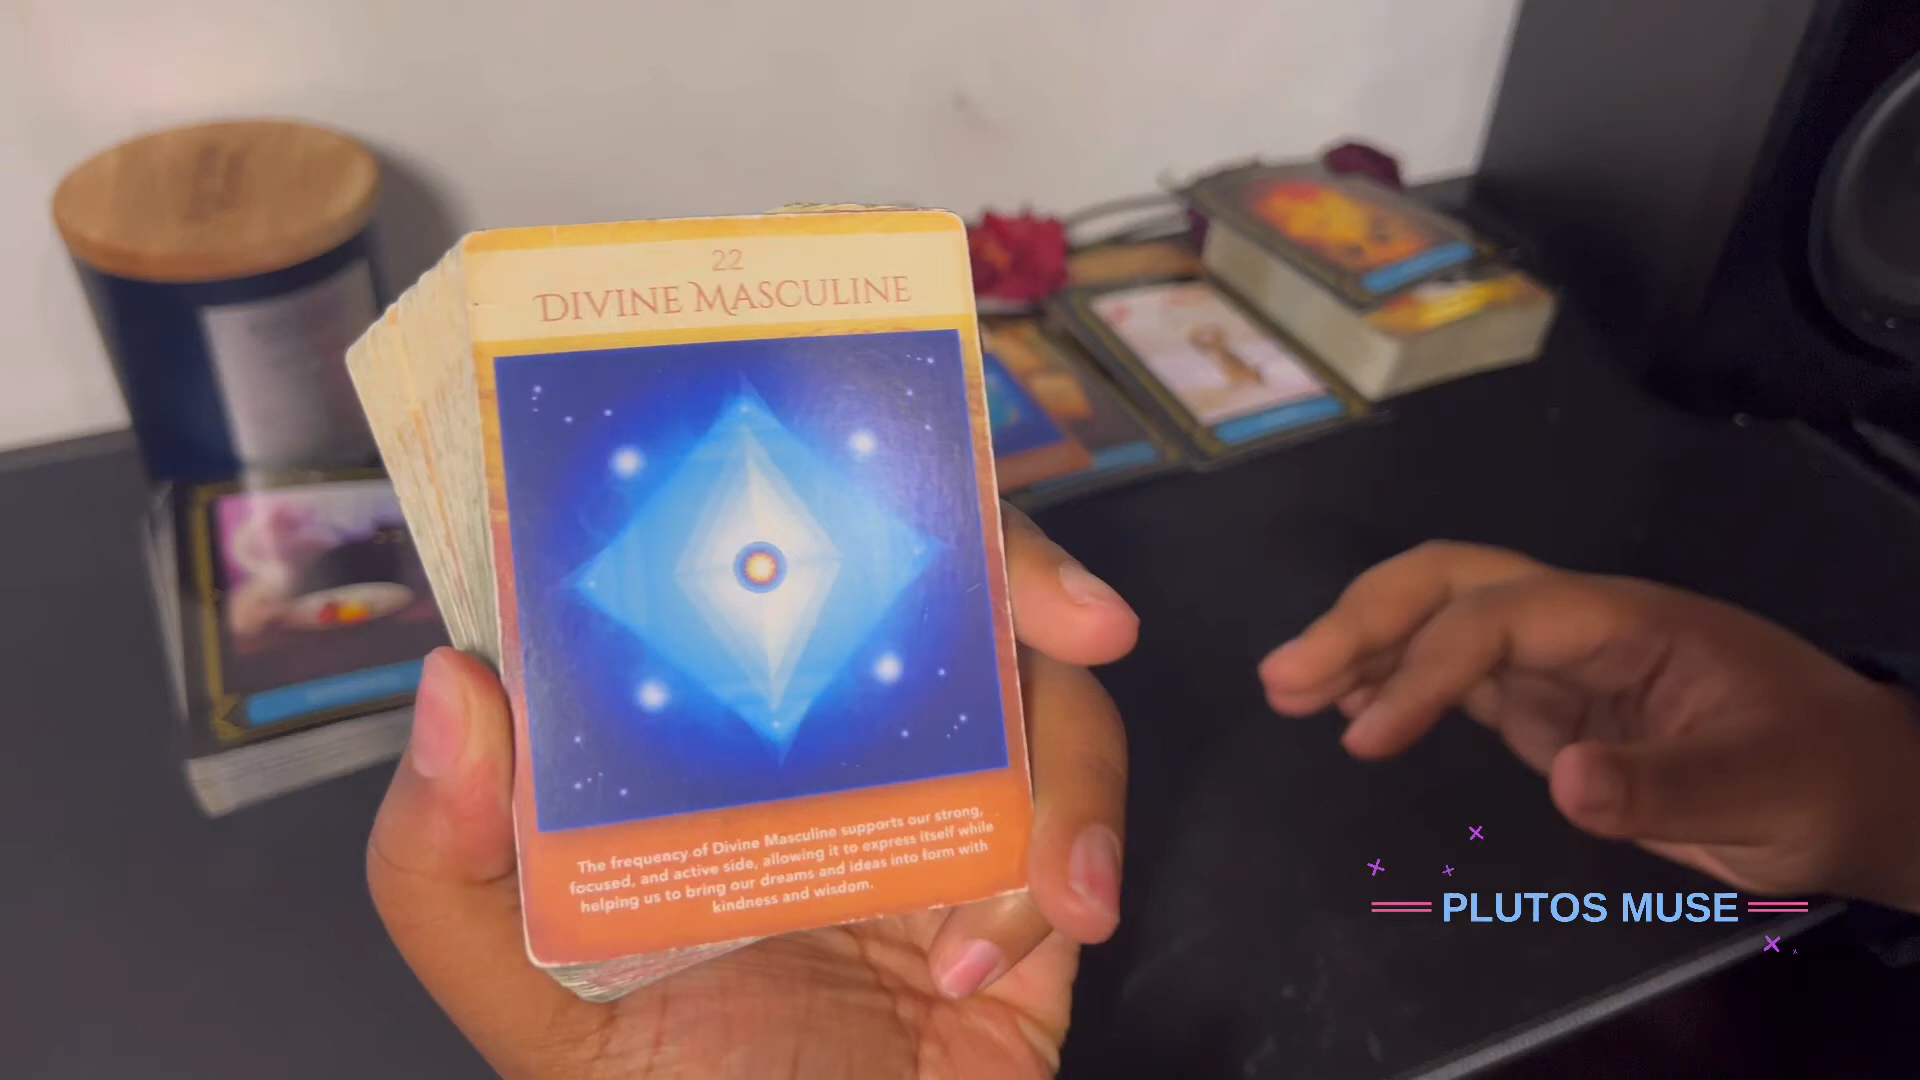 22
DIVINE MASCULINE
The frequency of Divine Masculine supports our strong,
focused, and active side, allowing it to express itself while
helping us to bring our dreams and ideas into form with
kindness and wisdom.
PLUTOS MUSE